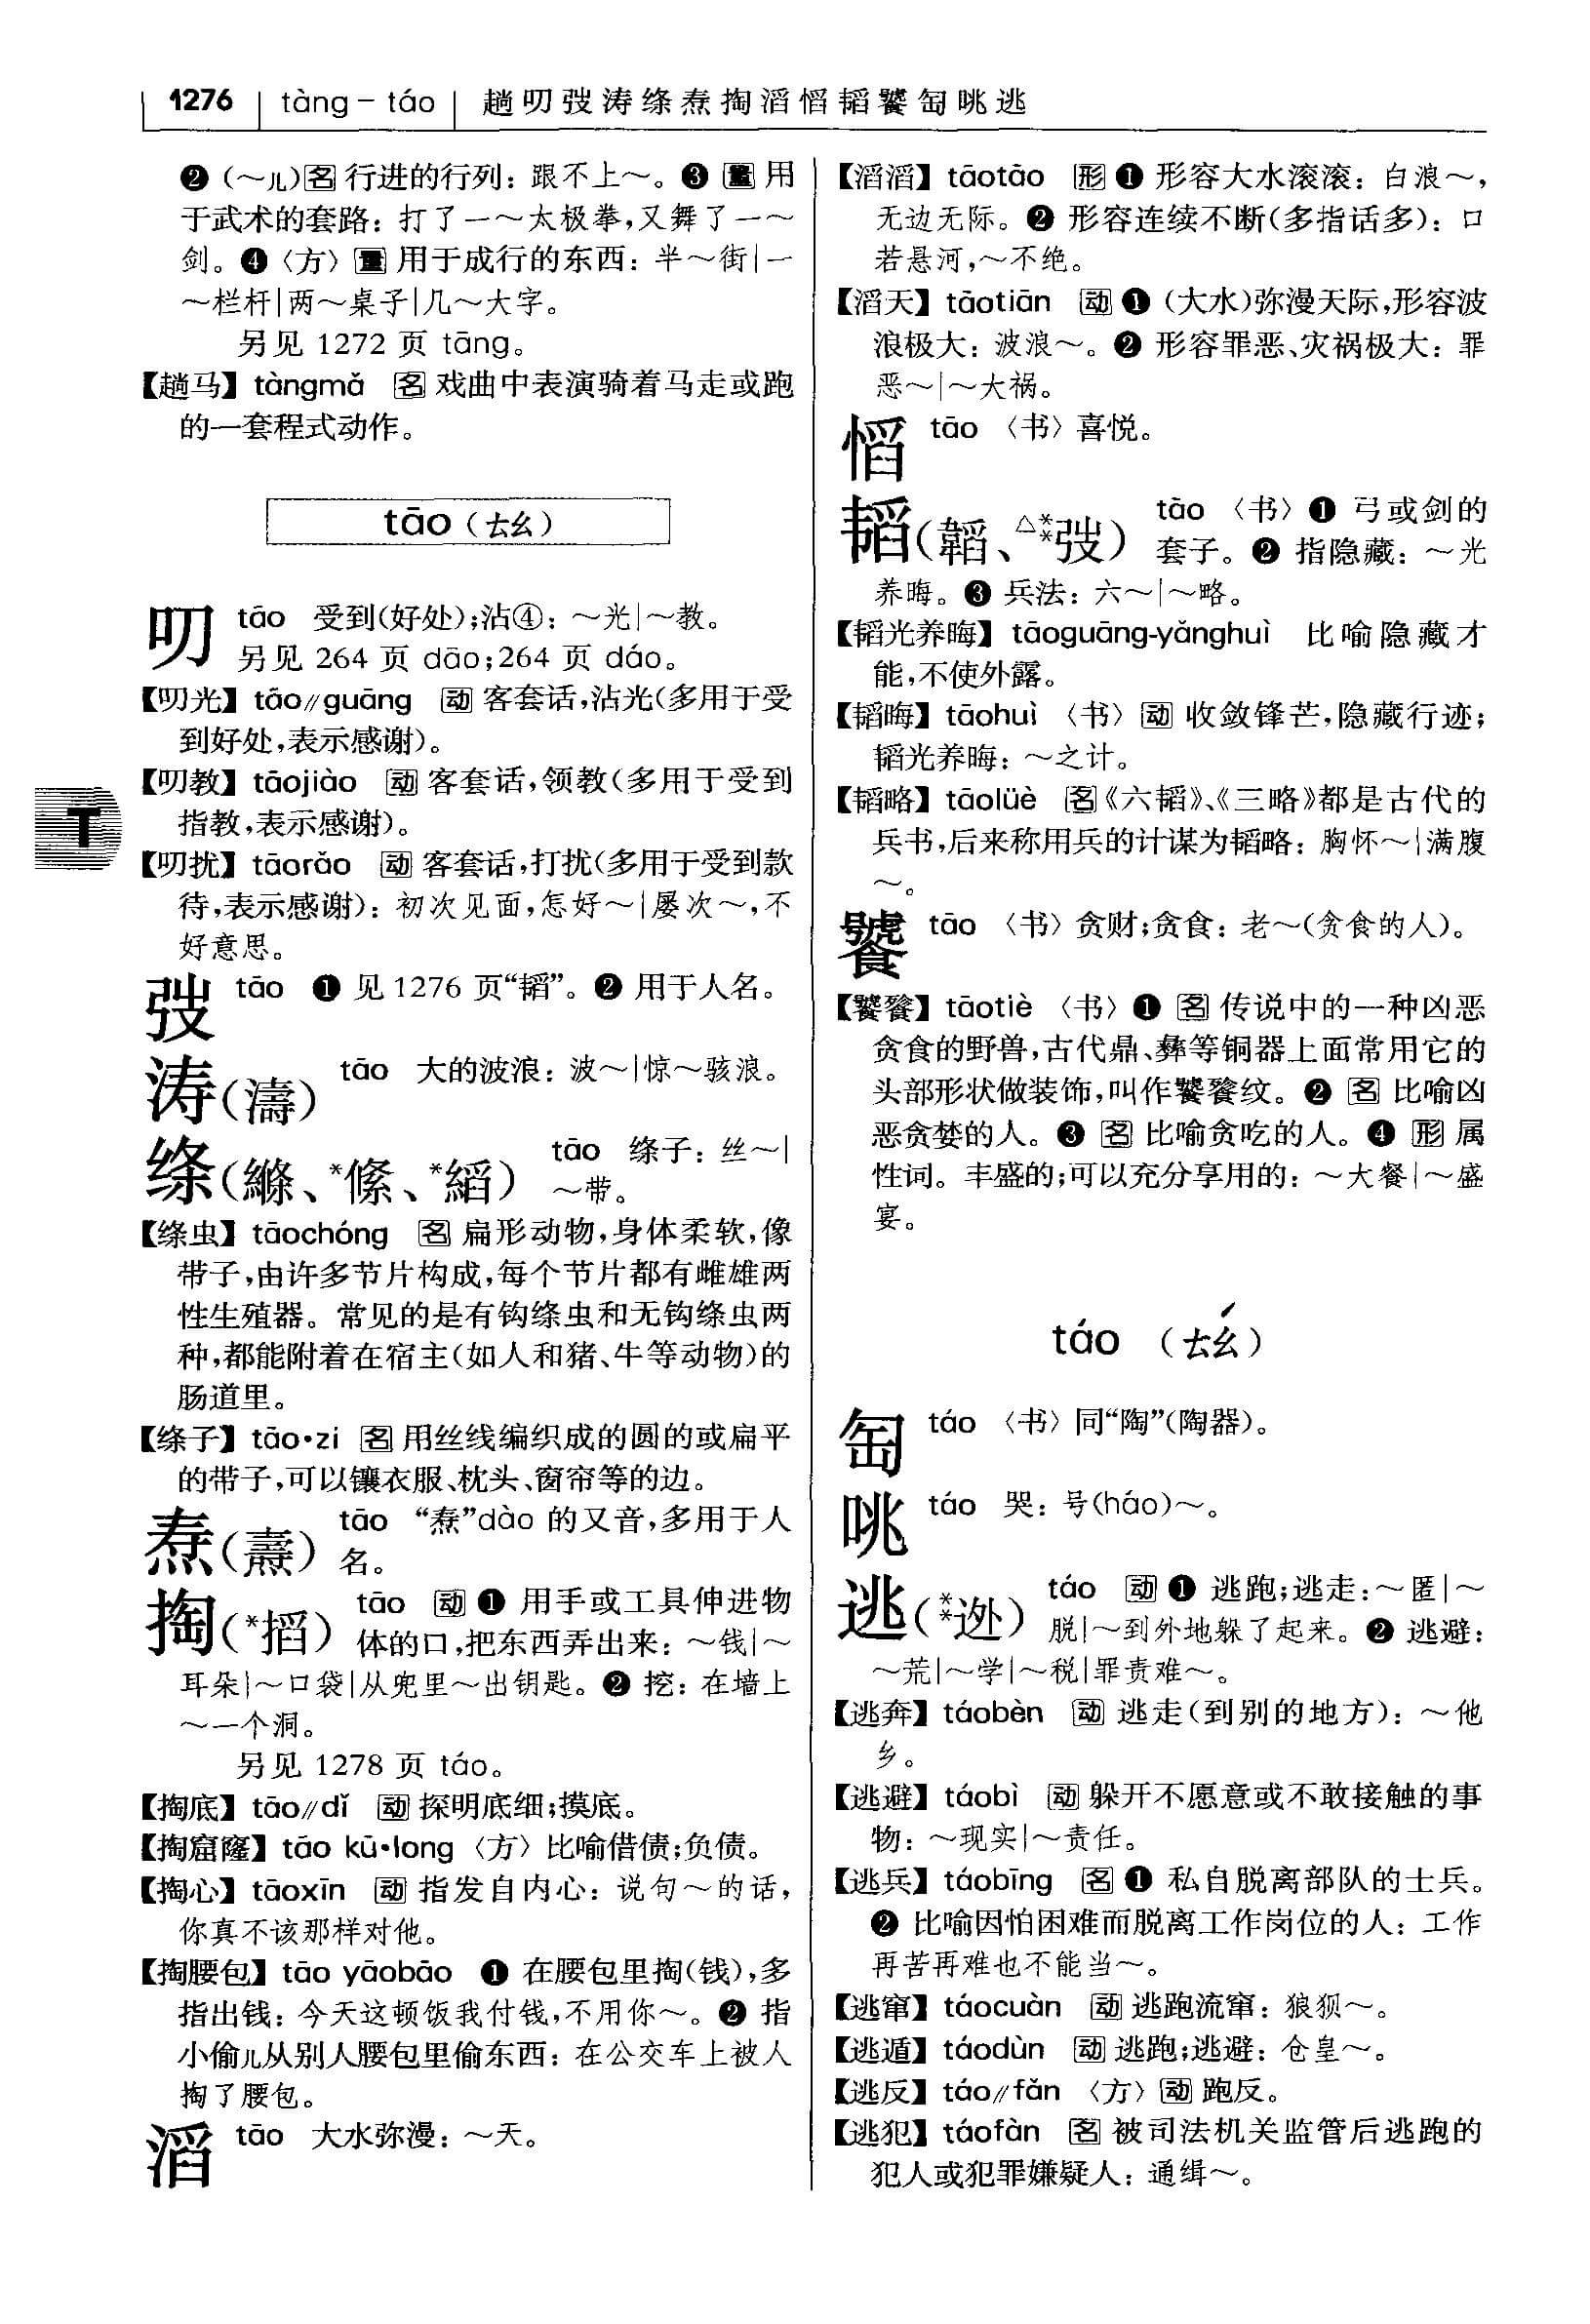 1276 tàng – táo 趟叨弢涛绦焘掏滔慆韬饕匋咷逃
❷ (～儿)名 行进的行列：跟不上～。❸ 量 用
于武术的套路：打了一～太极拳,又舞了一～
剑。❹〈方〉量 用于成行的东西：半～街|一
～栏杆|两～桌子|几～大字。
另见 1272 页 tāng。
【趟马】tàngmǎ 名 戏曲中表演骑着马走或跑
的一套程式动作。
tāo（ㄊㄠ）
叨 tāo 受到(好处);沾④：～光|～教。
另见 264 页 dāo;264 页 dáo。
【叨光】tāo//guāng 动 客套话,沾光(多用于受
到好处,表示感谢)。
【叨教】tāojiào 动 客套话,领教(多用于受到
指教,表示感谢)。
【叨扰】tāorǎo 动 客套话,打扰(多用于受到款
待,表示感谢)：初次见面,怎好～|屡次～,不
好意思。
弢 tāo ❶ 见 1276 页“韬”。❷ 用于人名。
涛(濤) tāo 大的波浪：波～|惊～骇浪。
绦(縧、*絛、*縚) tāo 绦子：丝～|
～带。
【绦虫】tāochóng 名 扁形动物,身体柔软,像
带子,由许多节片构成,每个节片都有雌雄两
性生殖器。常见的是有钩绦虫和无钩绦虫两
种,都能附着在宿主(如人和猪、牛等动物)的
肠道里。
【绦子】tāo•zi 名 用丝线编织成的圆的或扁平
的带子,可以镶衣服、枕头、窗帘等的边。
焘(燾) tāo “焘”dào 的又音,多用于人
名。
掏(*搯) tāo 动 ❶ 用手或工具伸进物
体的口,把东西弄出来：～钱|～
耳朵|～口袋|从兜里～出钥匙。❷ 挖：在墙上
～一个洞。
另见 1278 页 táo。
【掏底】tāo//dǐ 动 探明底细;摸底。
【掏窟窿】tāo kū•long〈方〉比喻借债;负债。
【掏心】tāoxīn 动 指发自内心：说句～的话,
你真不该那样对他。
【掏腰包】tāo yāobāo ❶ 在腰包里掏(钱),多
指出钱：今天这顿饭我付钱,不用你～。❷ 指
小偷儿从别人腰包里偷东西：在公交车上被人
掏了腰包。
滔 tāo 大水弥漫：～天。
T
【滔滔】tāotāo 形 ❶ 形容大水滚滚：白浪～,
无边无际。❷ 形容连续不断(多指话多)：口
若悬河,～不绝。
【滔天】tāotiān 动 ❶ (大水)弥漫天际,形容波
浪极大：波浪～。❷ 形容罪恶、灾祸极大：罪
恶～|～大祸。
慆 tāo〈书〉喜悦。
韬(韜、△**弢) tāo〈书〉❶ 弓或剑的
套子。❷ 指隐藏：～光
养晦。❸ 兵法：六～|～略。
【韬光养晦】tāoguāng-yǎnghuì 比喻隐藏才
能,不使外露。
【韬晦】tāohuì〈书〉动 收敛锋芒,隐藏行迹;
韬光养晦：～之计。
【韬略】tāolüè 名《六韬》、《三略》都是古代的
兵书,后来称用兵的计谋为韬略：胸怀～|满腹
～。
饕 tāo〈书〉贪财;贪食：老～(贪食的人)。
【饕餮】tāotiè〈书〉❶ 名 传说中的一种凶恶
贪食的野兽,古代鼎、彝等铜器上面常用它的
头部形状做装饰,叫作饕餮纹。❷ 名 比喻凶
恶贪婪的人。❸ 名 比喻贪吃的人。❹ 形 属
性词。丰盛的;可以充分享用的：～大餐|～盛
宴。
táo（ㄊㄠˊ）
匋 táo〈书〉同“陶”(陶器)。
咷 táo 哭：号(háo)～。
逃(**迯) táo 动 ❶ 逃跑;逃走：～匿|～
脱|～到外地躲了起来。❷ 逃避：
～荒|～学|～税|罪责难～。
【逃奔】táobèn 动 逃走(到别的地方)：～他
乡。
【逃避】táobì 动 躲开不愿意或不敢接触的事
物：～现实|～责任。
【逃兵】táobīng 名 ❶ 私自脱离部队的士兵。
❷ 比喻因怕困难而脱离工作岗位的人：工作
再苦再难也不能当～。
【逃窜】táocuàn 动 逃跑流窜：狼狈～。
【逃遁】táodùn 动 逃跑;逃避：仓皇～。
【逃反】táo//fǎn〈方〉动 跑反。
【逃犯】táofàn 名 被司法机关监管后逃跑的
犯人或犯罪嫌疑人：通缉～。